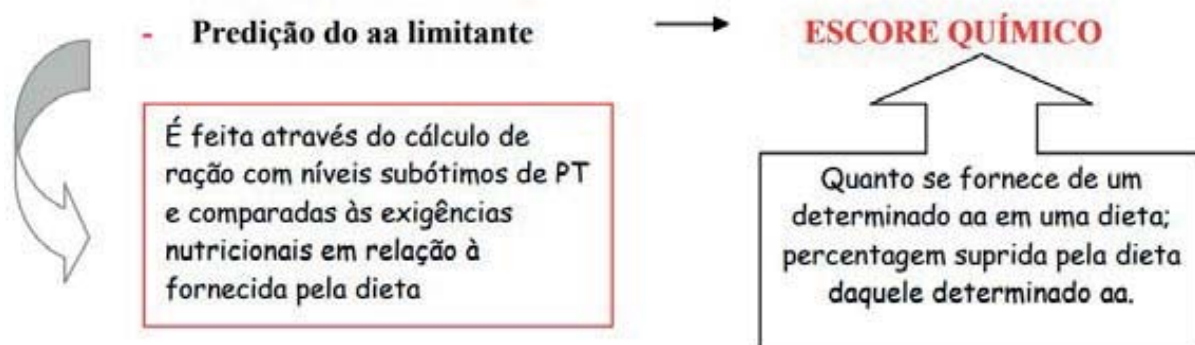 - Predição do aa limitante
ESCORE QUÍMICO
É feita através do cálculo de
ração com níveis subótimos de PT
e comparadas às exigências
nutricionais em relação à
fornecida pela dieta
Quanto se fornece de um
determinado aa em uma dieta;
percentagem suprida pela dieta
daquele determinado aa.